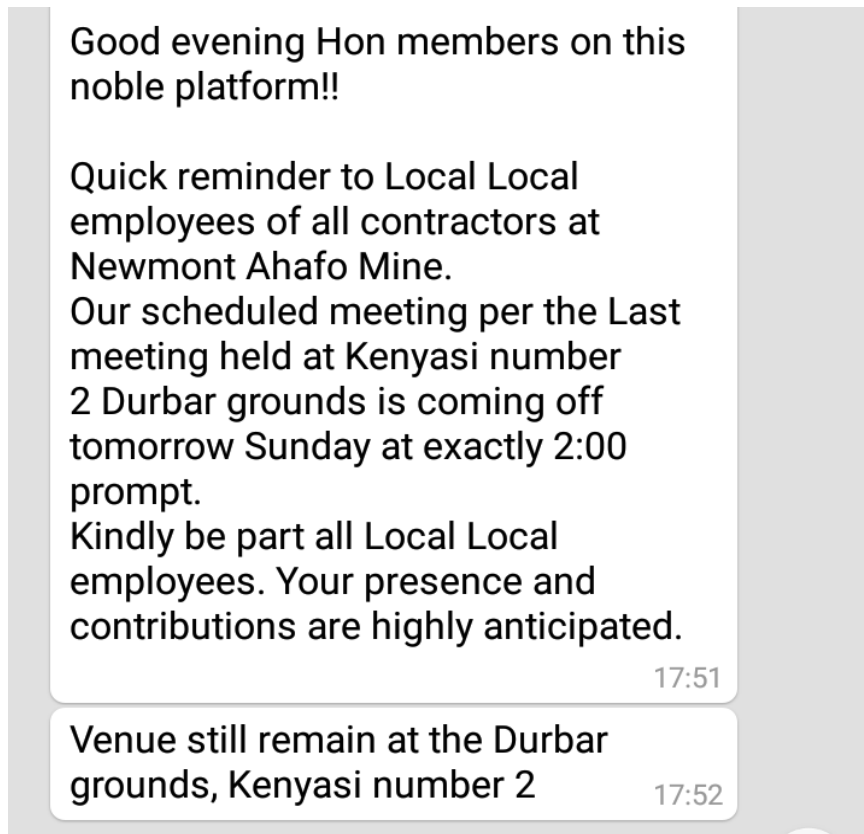 Good evening Hon members on this
noble platform!!
Quick reminder to Local Local
employees of all contractors at
Newmont Ahafo Mine.
Our scheduled meeting per the Last
meeting held at Kenyasi number
2 Durbar grounds is coming off
tomorrow Sunday at exactly 2:00
prompt.
Kindly be part all Local Local
employees. Your presence and
contributions are highly anticipated.
17:51
Venue still remain at the Durbar
grounds, Kenyasi number 2
17:52